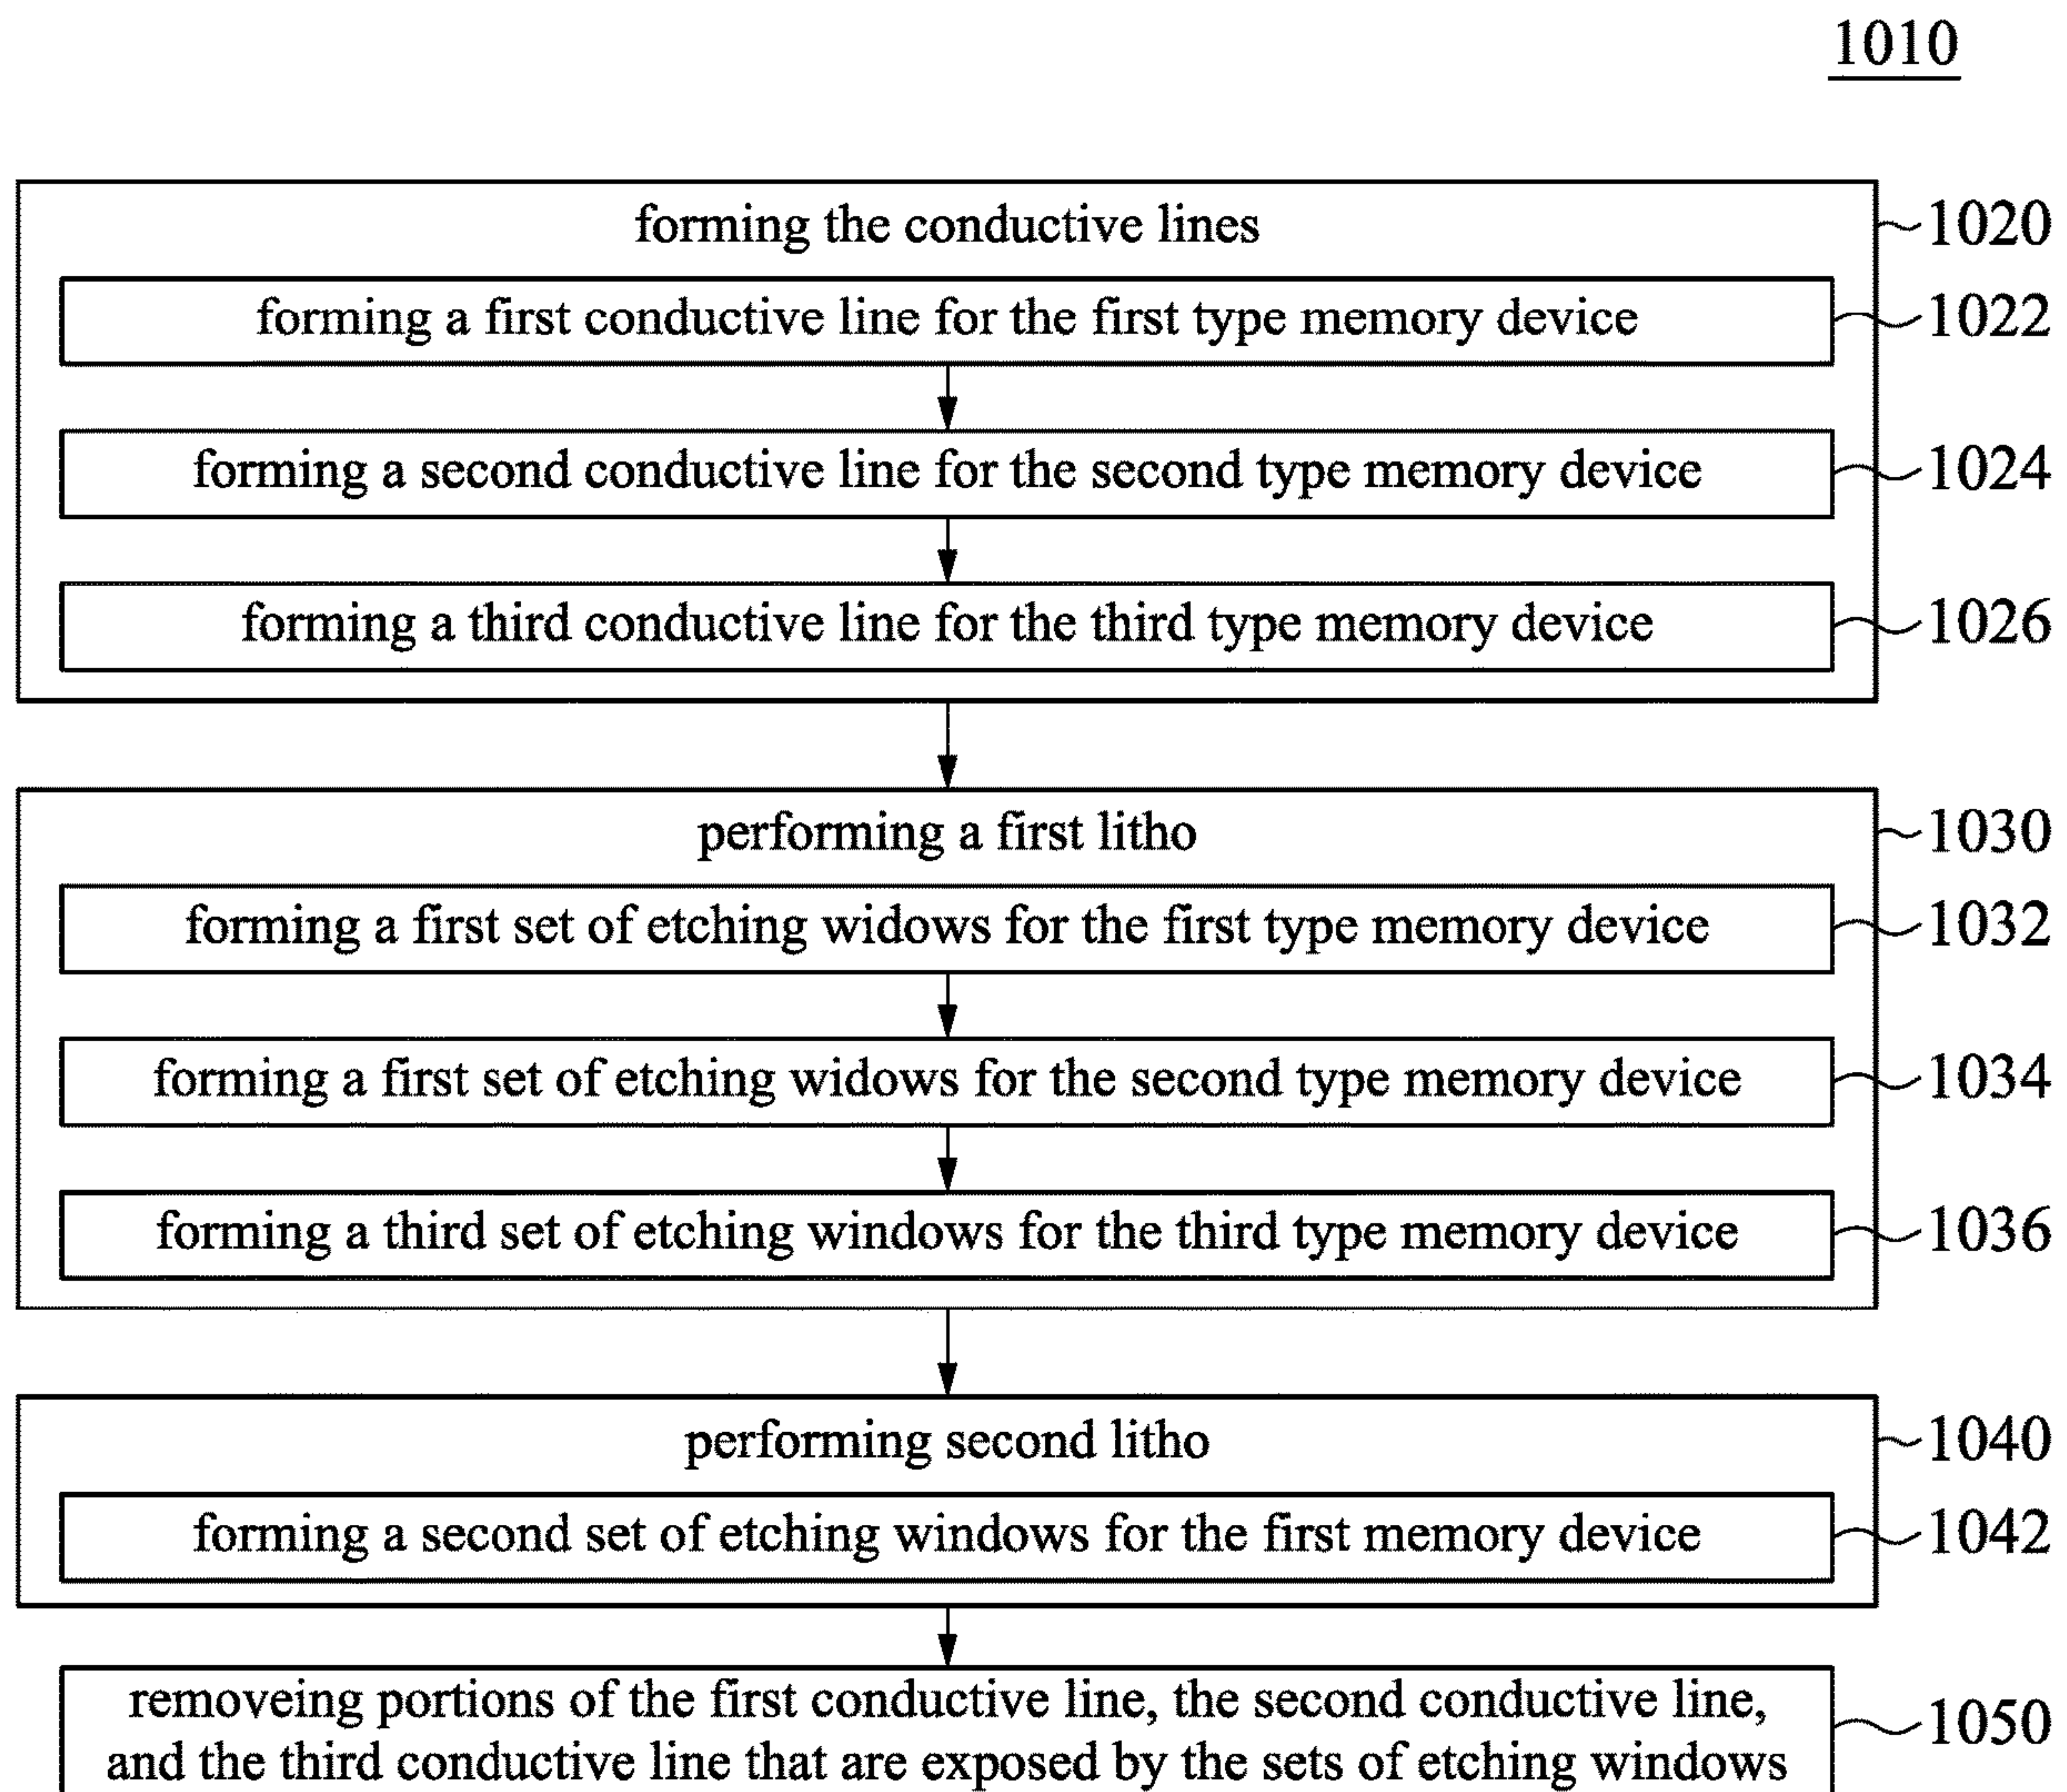 1010
forming the conductive lines
1020
forming a first conductive line for the first type memory device
1022
forming a second conductive line for the second type memory device
1024
forming a third conductive line for the third type memory device
1026
performing a first litho
1030
forming a first set of etching widows for the first type memory device
1032
forming a first set of etching widows for the second type memory device
1034
forming a third set of etching windows for the third type memory device
1036
performing second litho
1040
forming a second set of etching windows for the first memory device
1042
removeing portions of the first conductive line, the second conductive line,
and the third conductive line that are exposed by the sets of etching windows
1050